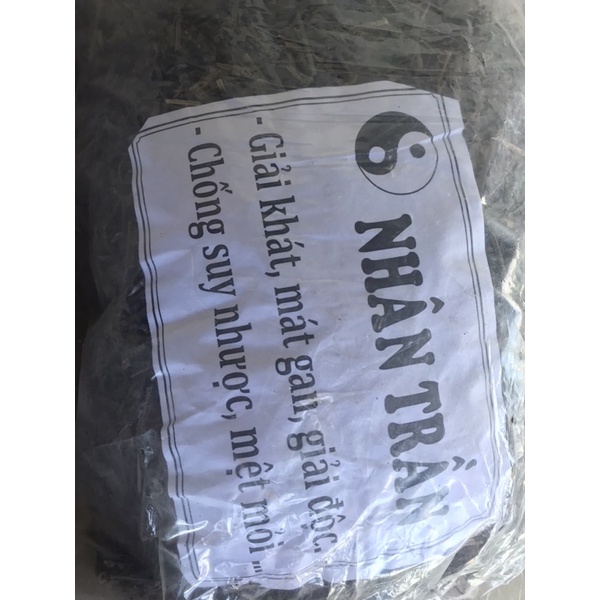 NHÂN TRẦN
- Giải khát, mát gan, giải độc.
- Chống suy nhược, mệt mỏi...